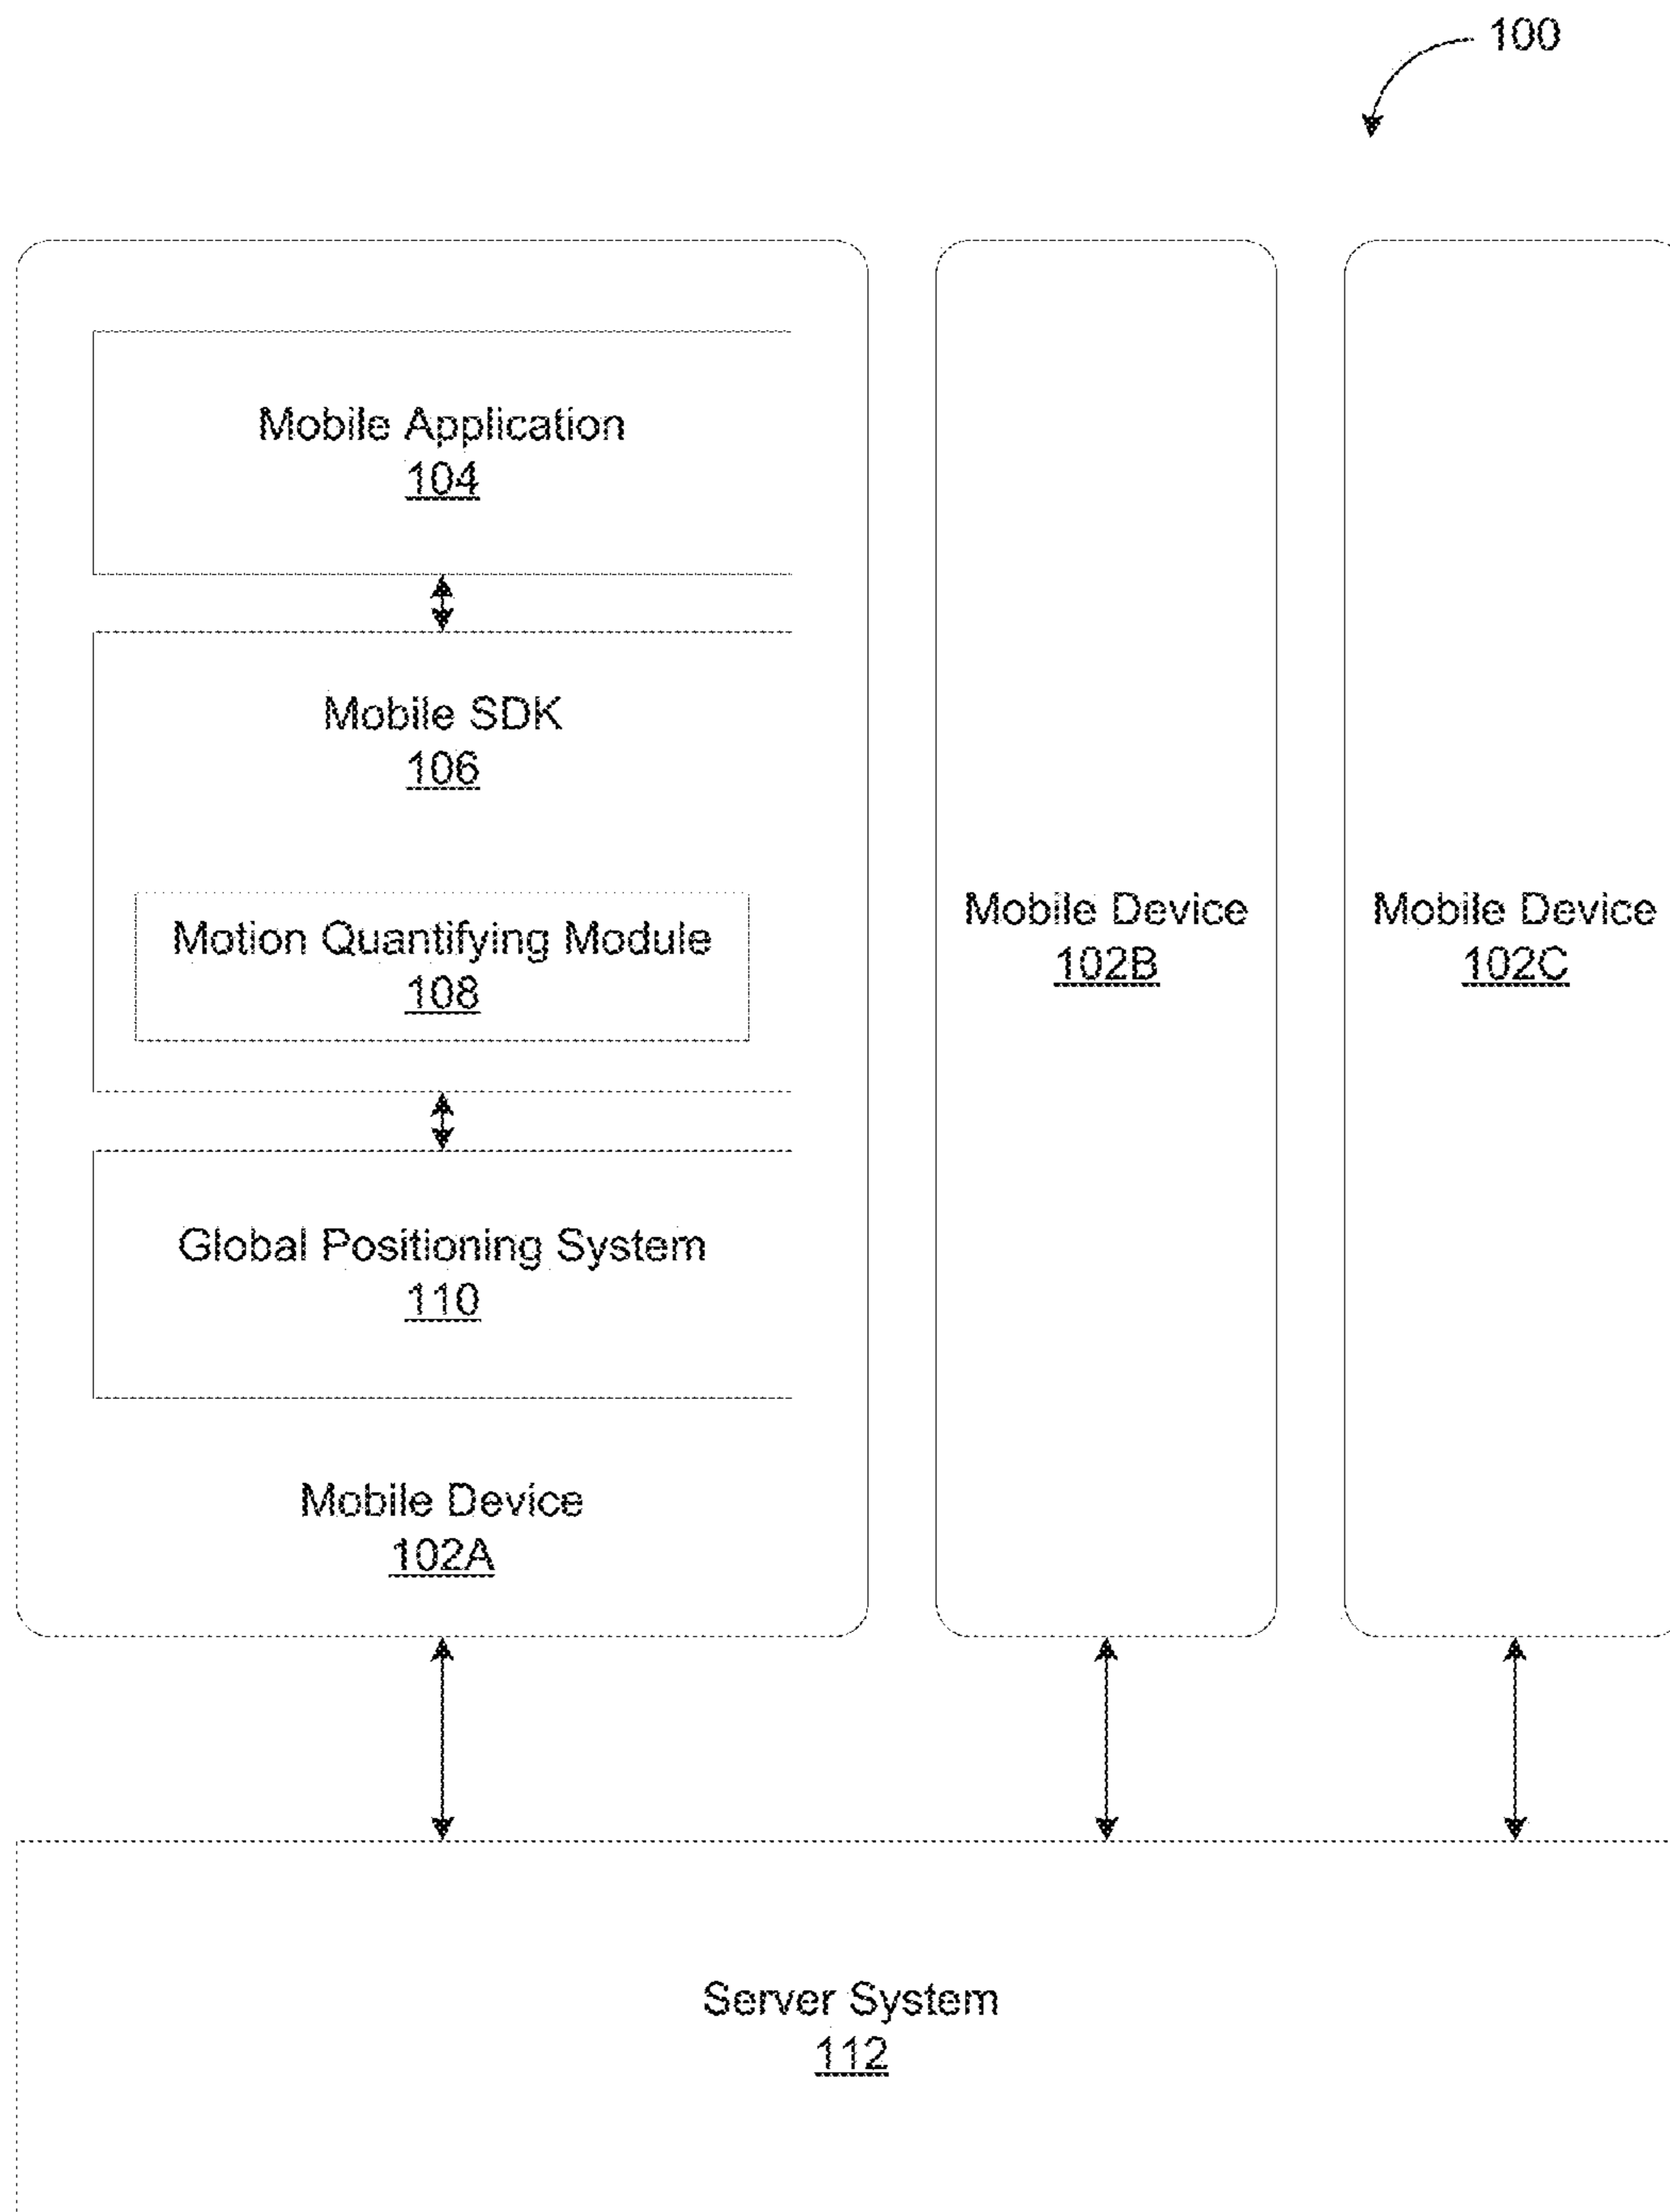 100
Mobile Application
104
Mobile SDK
106
Motion Quantifying Module
108
Global Positioning System
110
Mobile Device
102A
Mobile Device
102B
Mobile Device
102C
Server System
112